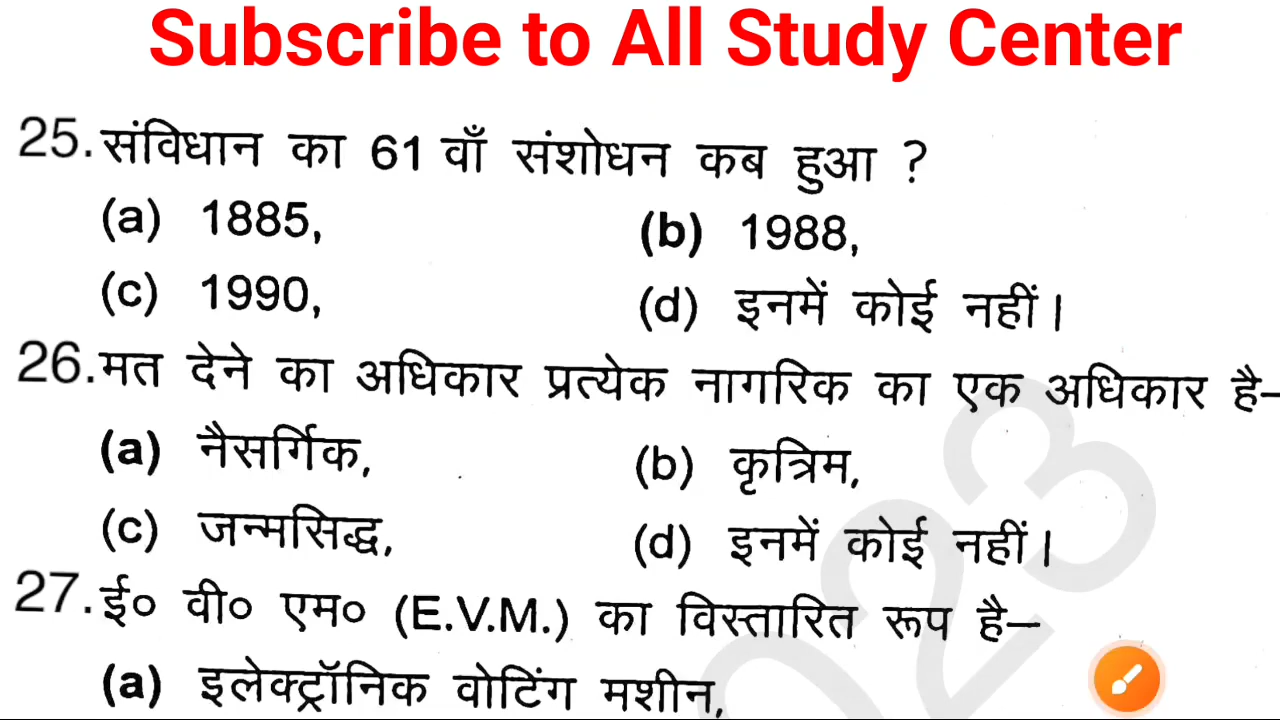 Subscribe to All Study Center
25. संविधान का 61 वाँ संशोधन कब हुआ ?
(a) 1885, (b) 1988,
(c) 1990, (d) इनमें कोई नहीं।
26. मत देने का अधिकार प्रत्येक नागरिक का एक अधिकार है–
(a) नैसर्गिक, (b) कृत्रिम,
(c) जन्मसिद्ध, (d) इनमें कोई नहीं।
27. ई० वी० एम० (E.V.M.) का विस्तारित रूप है—
(a) इलेक्ट्रॉनिक वोटिंग मशीन,